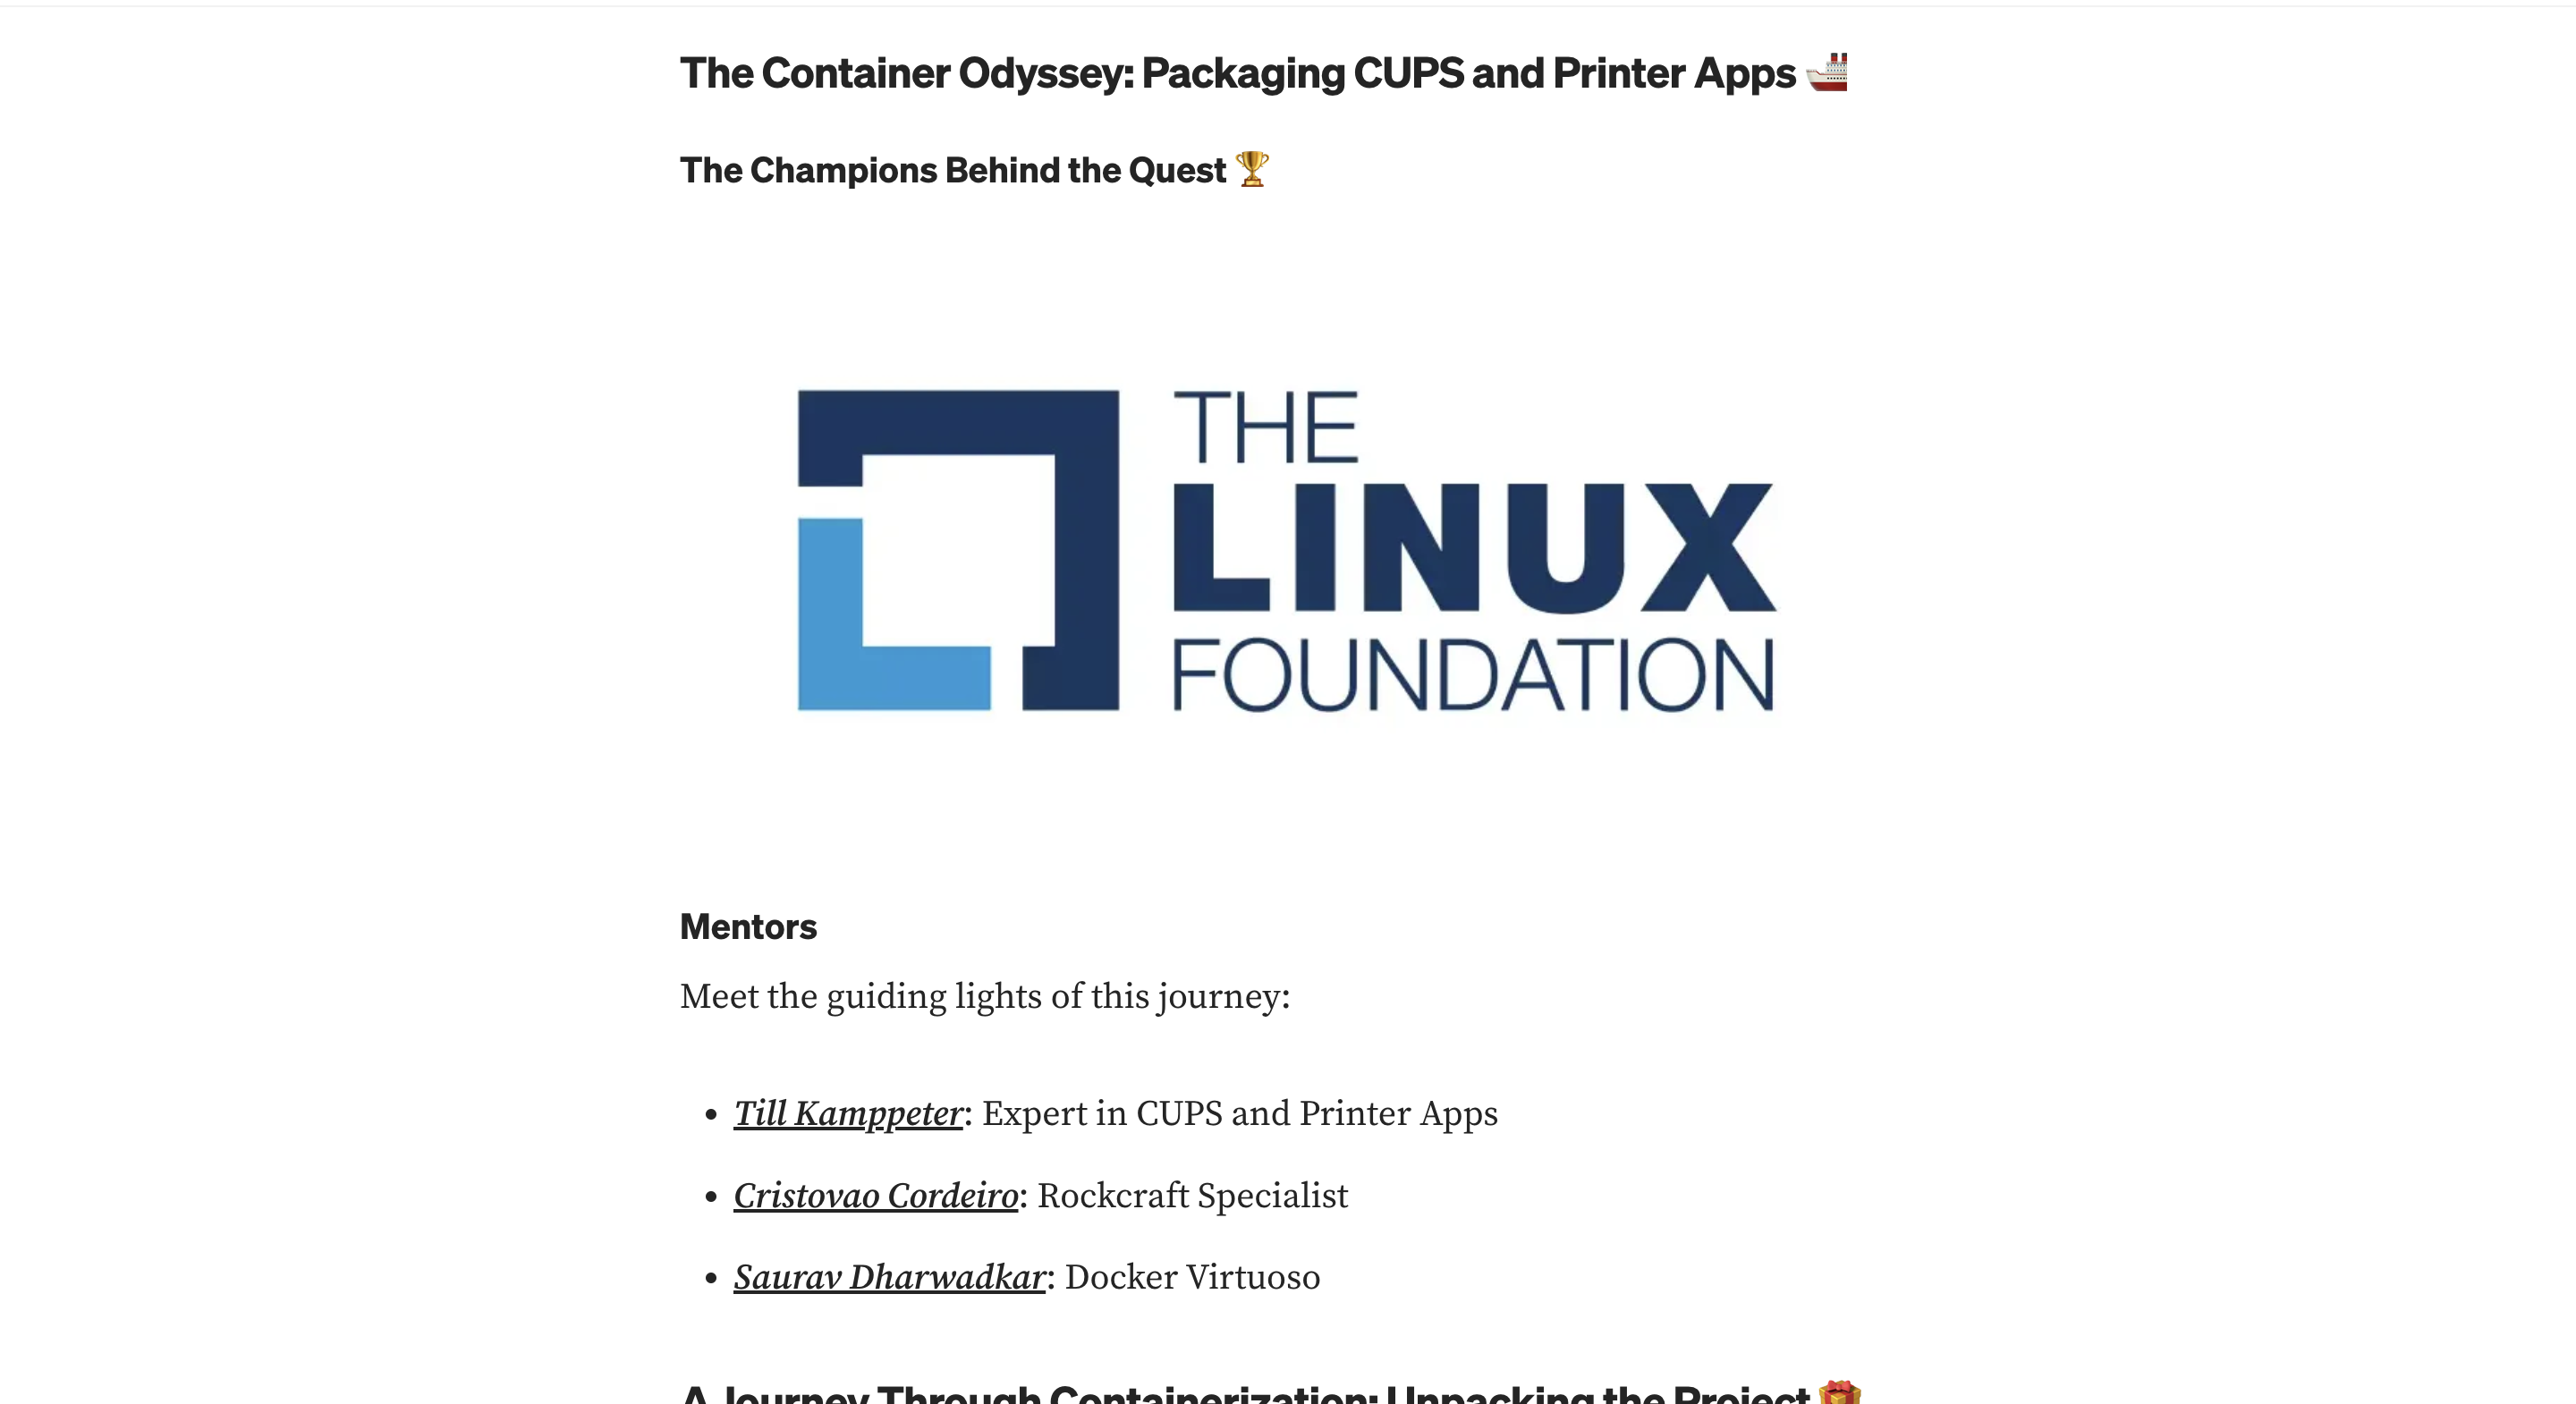 The Container Odyssey: Packaging CUPS and Printer Apps 🚢
The Champions Behind the Quest 🏆
THE
LINUX
FOUNDATION
Mentors
Meet the guiding lights of this journey:
• Till Kamppeter: Expert in CUPS and Printer Apps
• Cristovao Cordeiro: Rockcraft Specialist
• Saurav Dharwadkar: Docker Virtuoso
A Journey Through Containerization: Unpacking the Project 🎁